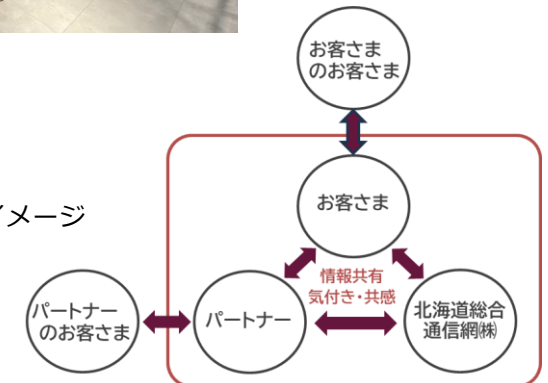 お客さま
のお客さま
お客さま
イメージ
情報共有
気付き・共感
パートナー
のお客さま
パートナー
北海道総合
通信網㈱